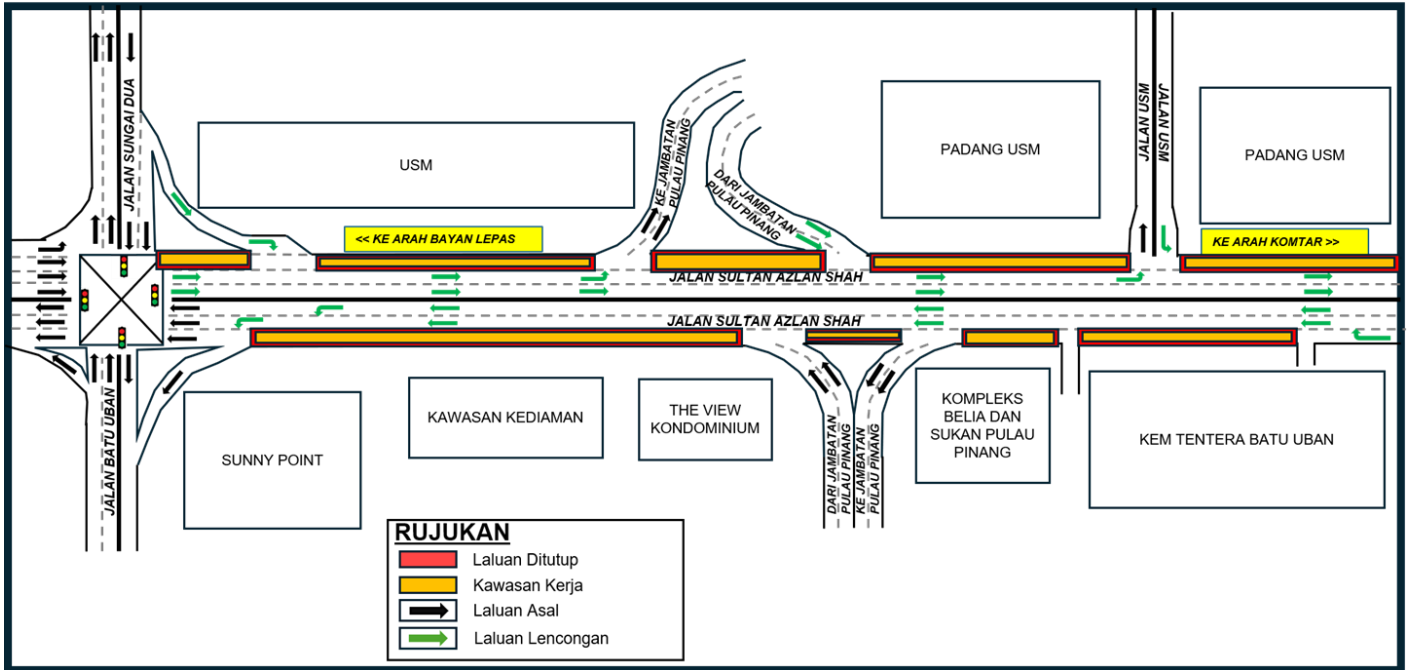 JALAN SUNGAI DUA
USM
KE JAMBATAN
PULAU PINANG
DARI JAMBATAN
PULAU PINANG
PADANG USM
JALAN USM
JALAN USM
PADANG USM
<< KE ARAH BAYAN LEPAS
KE ARAH KOMTAR >>
JALAN SULTAN AZLAN SHAH
JALAN SULTAN AZLAN SHAH
JALAN BATU UBAN
SUNNY POINT
KAWASAN KEDIAMAN
THE VIEW
KONDOMINIUM
DARI JAMBATAN
PULAU PINANG
KE JAMBATAN
PULAU PINANG
KOMPLEKS
BELIA DAN
SUKAN PULAU
PINANG
KEM TENTERA BATU UBAN
RUJUKAN
Laluan Ditutup
Kawasan Kerja
Laluan Asal
Laluan Lencongan